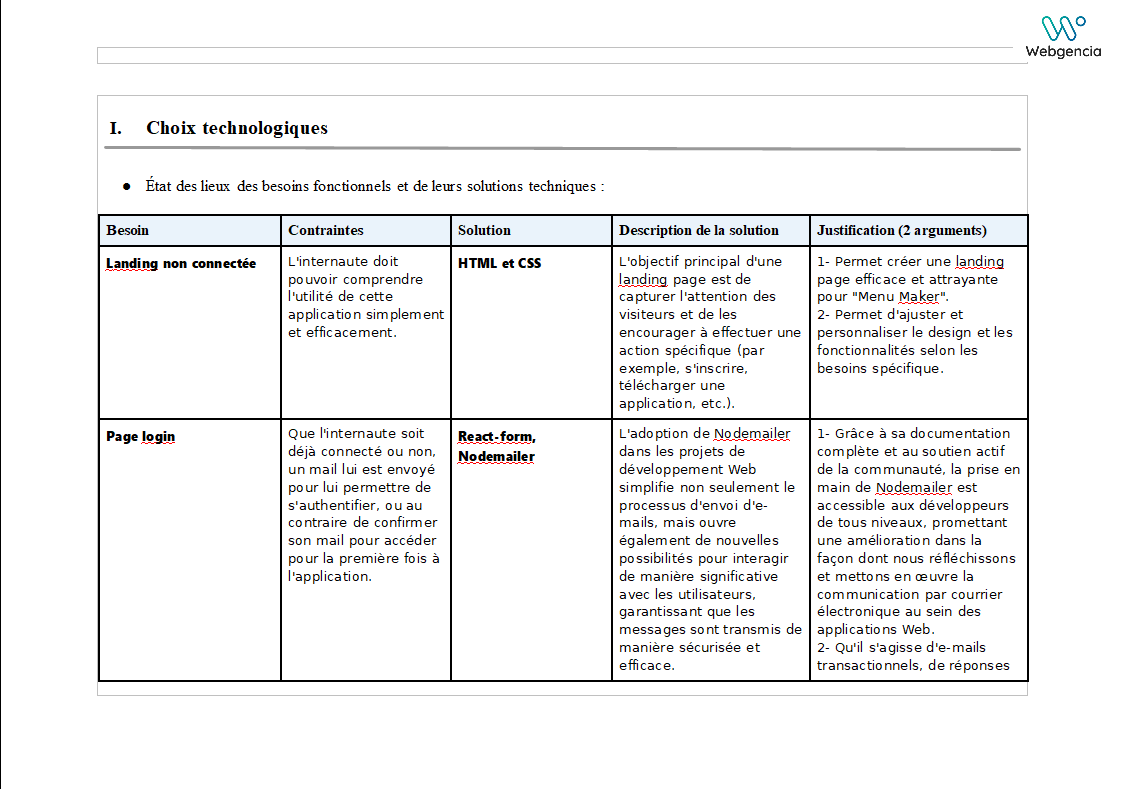 Webgencia
I. Choix technologiques
● État des lieux des besoins fonctionnels et de leurs solutions techniques :
Besoin
Contraintes
Solution
Description de la solution
Justification (2 arguments)
Landing non connectée
L'internaute doit
pouvoir comprendre
l'utilité de cette
application simplement
et efficacement.
HTML et CSS
L'objectif principal d'une
landing page est de
capturer l'attention des
visiteurs et de les
encourager à effectuer une
action spécifique (par
exemple, s'inscrire,
télécharger une
application, etc.).
1- Permet créer une landing
page efficace et attrayante
pour "Menu Maker".
2- Permet d'ajuster et
personnaliser le design et les
fonctionnalités selon les
besoins spécifique.
Page login
Que l'internaute soit
déjà connecté ou non,
un mail lui est envoyé
pour lui permettre de
s'authentifier, ou au
contraire de confirmer
son mail pour accéder
pour la première fois à
l'application.
React-form,
Nodemailer
L'adoption de Nodemailer
dans les projets de
développement Web
simplifie non seulement le
processus d'envoi d'e-
mails, mais ouvre
également de nouvelles
possibilités pour interagir
de manière significative
avec les utilisateurs,
garantissant que les
messages sont transmis de
manière sécurisée et
efficace.
1- Grâce à sa documentation
complète et au soutien actif
de la communauté, la prise en
main de Nodemailer est
accessible aux développeurs
de tous niveaux, promettant
une amélioration dans la
façon dont nous réfléchissons
et mettons en œuvre la
communication par courrier
électronique au sein des
applications Web.
2- Qu'il s'agisse d'e-mails
transactionnels, de réponses